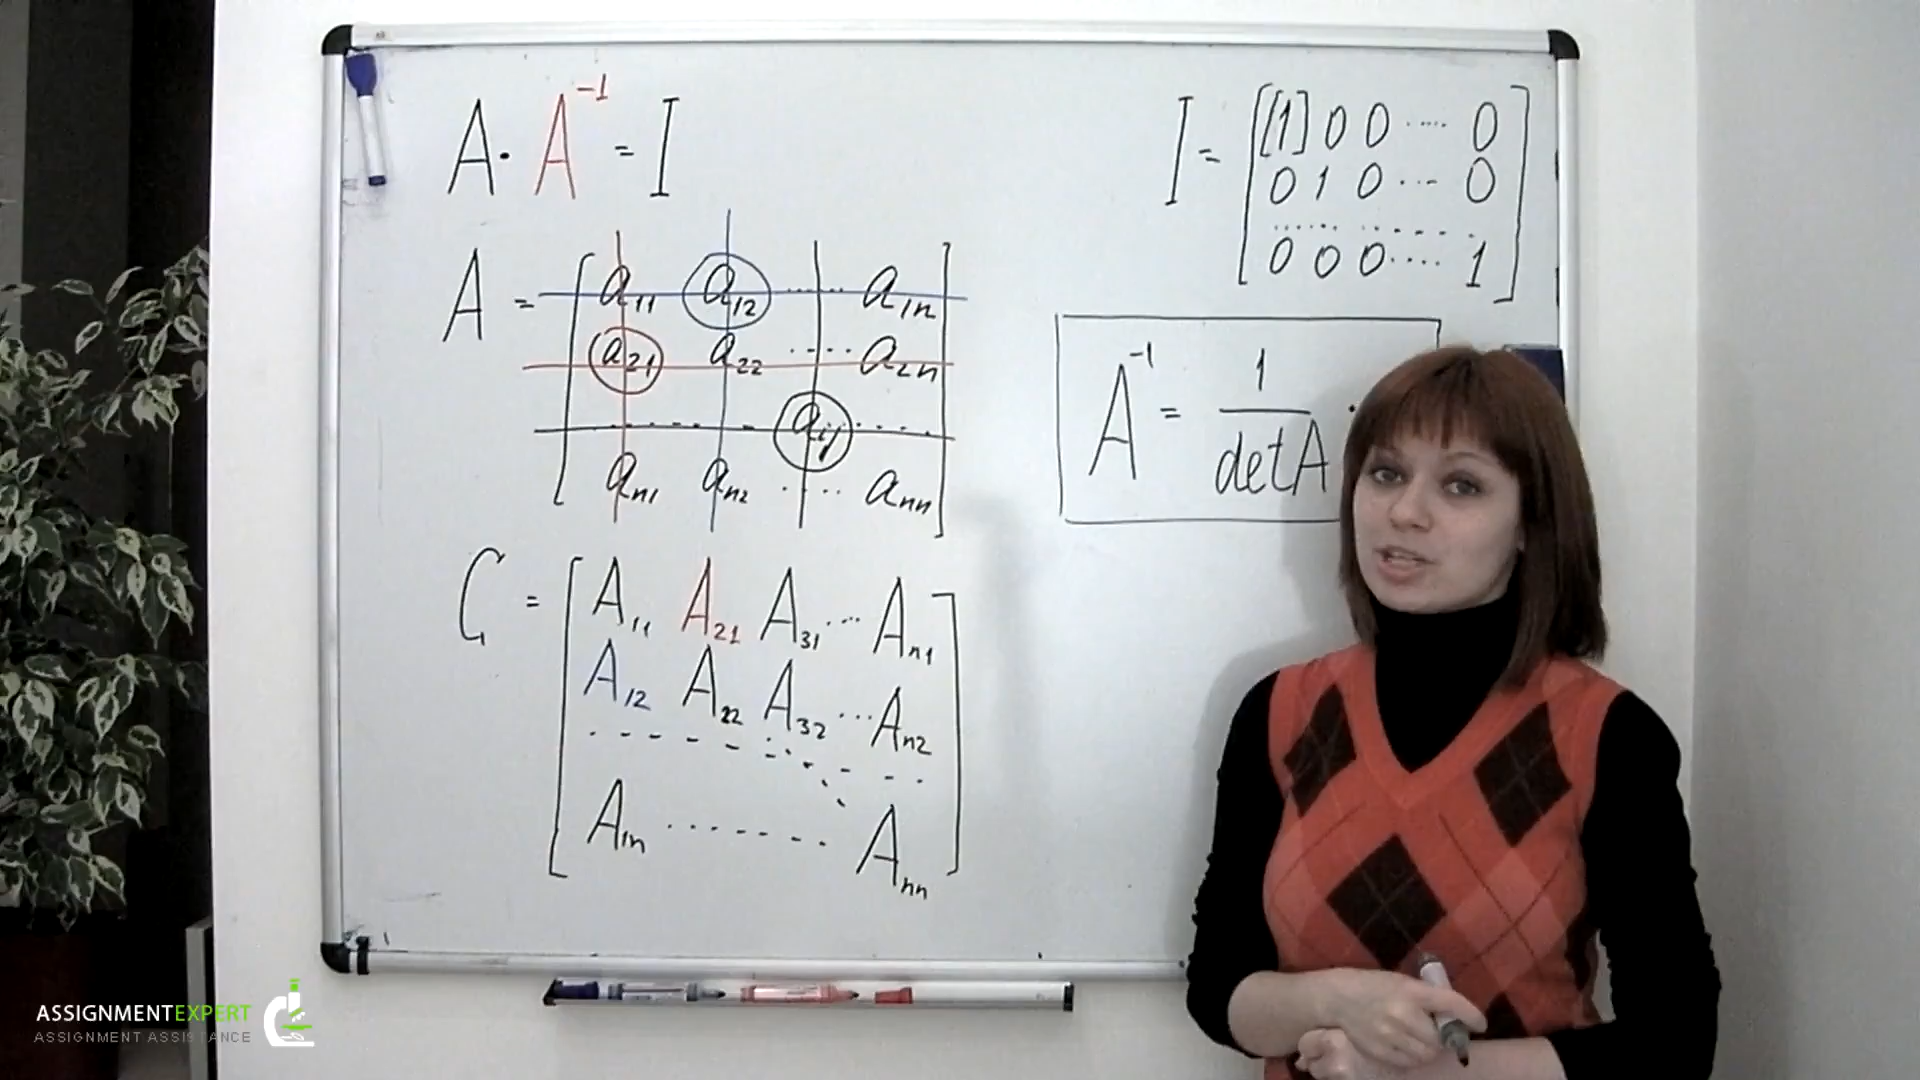 A · A⁻¹ = I
I = [[1] 0 0 ..... 0
0 1 0 ... 0
.............
0 0 0 .... 1]
A = [a₁₁ a₁₂ ...... a₁ₙ
a₂₁ a₂₂ ..... a₂ₙ
....... aᵢⱼ .....
aₙ₁ aₙ₂ ..... aₙₙ]
A⁻¹ = 1/detA ·
C = [A₁₁ A₂₁ A₃₁ ... Aₙ₁
A₁₂ A₂₂ A₃₂ ... Aₙ₂
- - - - - - - - - -
A₁ₙ ........ Aₙₙ]
ASSIGNMENTEXPERT
ASSIGNMENT ASSISTANCE